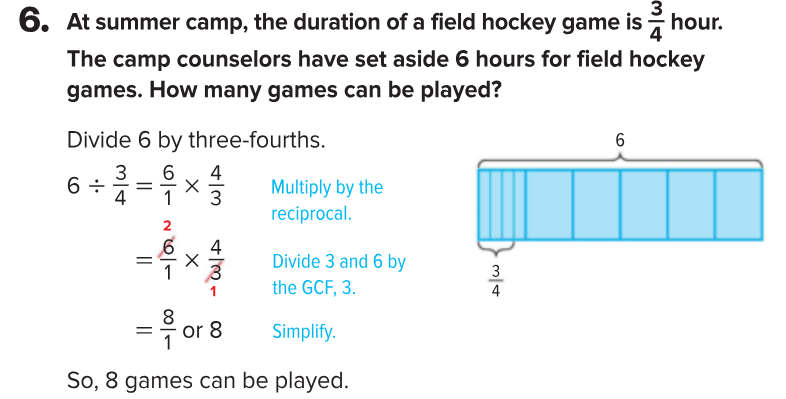 6. At summer camp, the duration of a field hockey game is 3/4 hour.
The camp counselors have set aside 6 hours for field hockey
games. How many games can be played?
Divide 6 by three-fourths.
6 ÷ 3/4 = 6/1 × 4/3 Multiply by the
reciprocal.
2
= 6/1 × 4/3 Divide 3 and 6 by
1 the GCF, 3.
= 8/1 or 8 Simplify.
So, 8 games can be played.
6
3/4